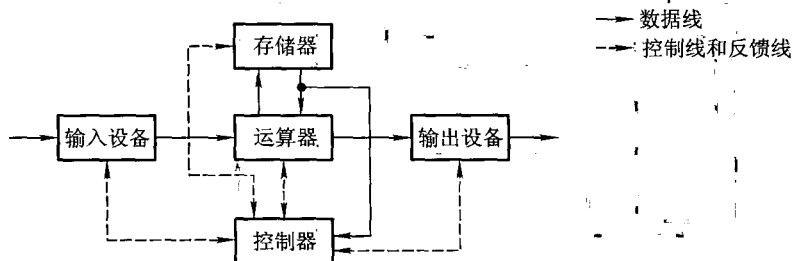 数据线
存储器
控制线和反馈线
输入设备
运算器
输出设备
控制器